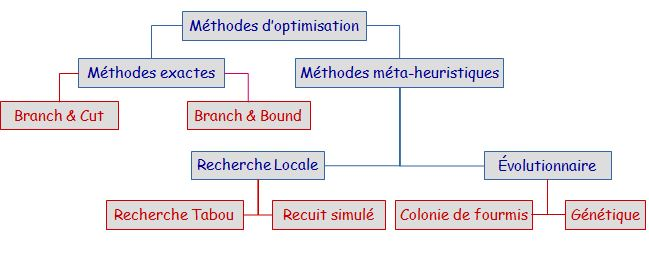 Méthodes d'optimisation
Méthodes exactes
Méthodes méta-heuristiques
Branch & Cut
Branch & Bound
Recherche Locale
Évolutionnaire
Recherche Tabou
Recuit simulé
Colonie de fourmis
Génétique